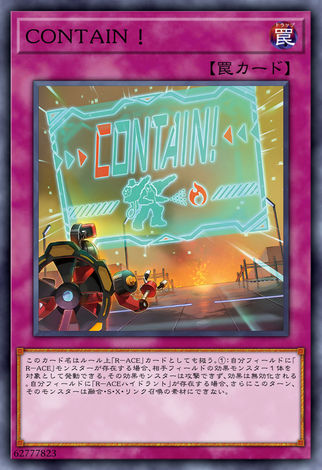 CONTAIN！
トラップ
罠
【罠カード】
CONTAIN!
このカード名はルール上「R－ACE」カードとしても扱う。①：自分フィールドに「
R－ACE」モンスターが存在する場合、相手フィールドの効果モンスター１体を
対象として発動できる。その効果モンスターは攻撃できず、効果は無効化される
。自分フィールドに「R－ACEハイドラント」が存在する場合、さらにこのターン、
そのモンスターは融合・S・X・リンク召喚の素材にできない。
62777823